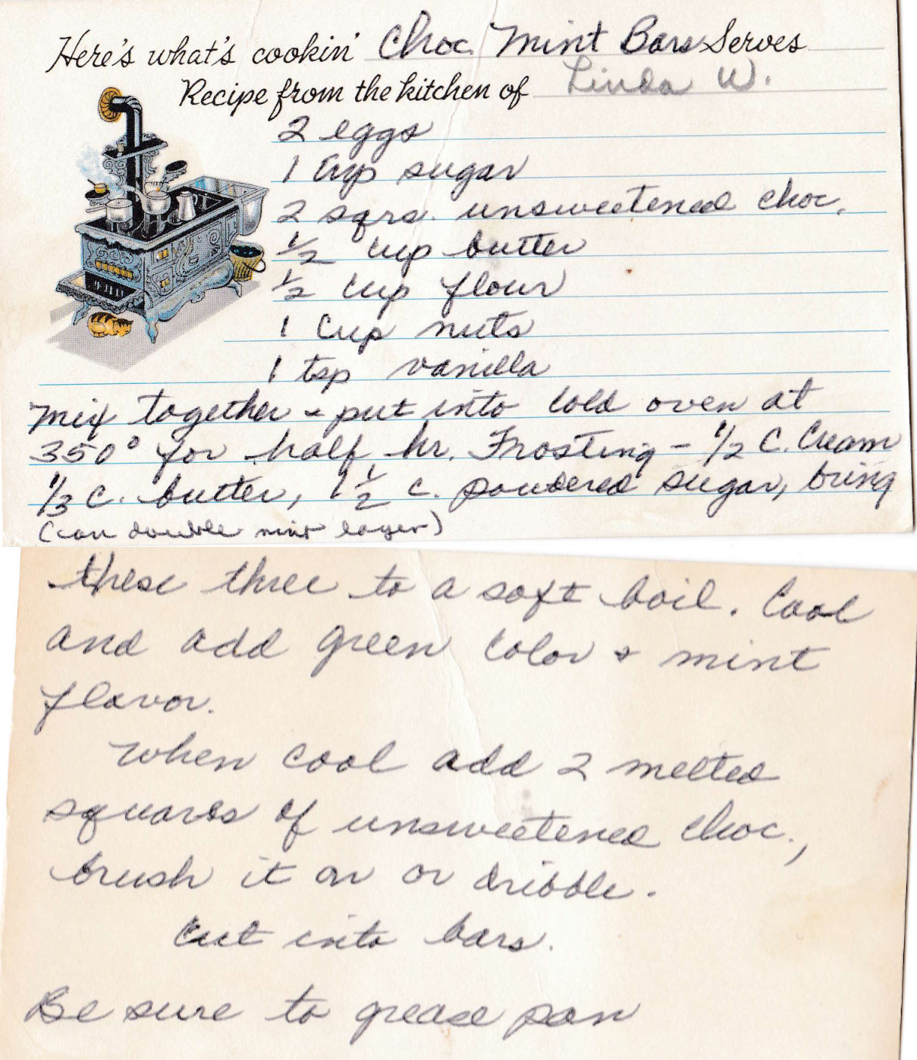 Here's what's cookin' Choc. Mint Bars Serves
Recipe from the kitchen of Linda W.
2 eggs
1 cup sugar
2 sqrs. unsweetened choc.
1/2 cup butter
1/2 cup flour
1 cup nuts
1 tsp vanilla
Mix together & put into cold oven at
350° for half hr. Frosting - 1/2 C. Cream
1/3 c. butter, 1 1/2 c. powdered sugar, bring
(can double mint layer)
these three to a soft boil. Cool
and add green color & mint
flavor.
When cool add 2 melted
squares of unsweetened choc.,
brush it on or dribble.
Cut into bars.
Be sure to grease pan